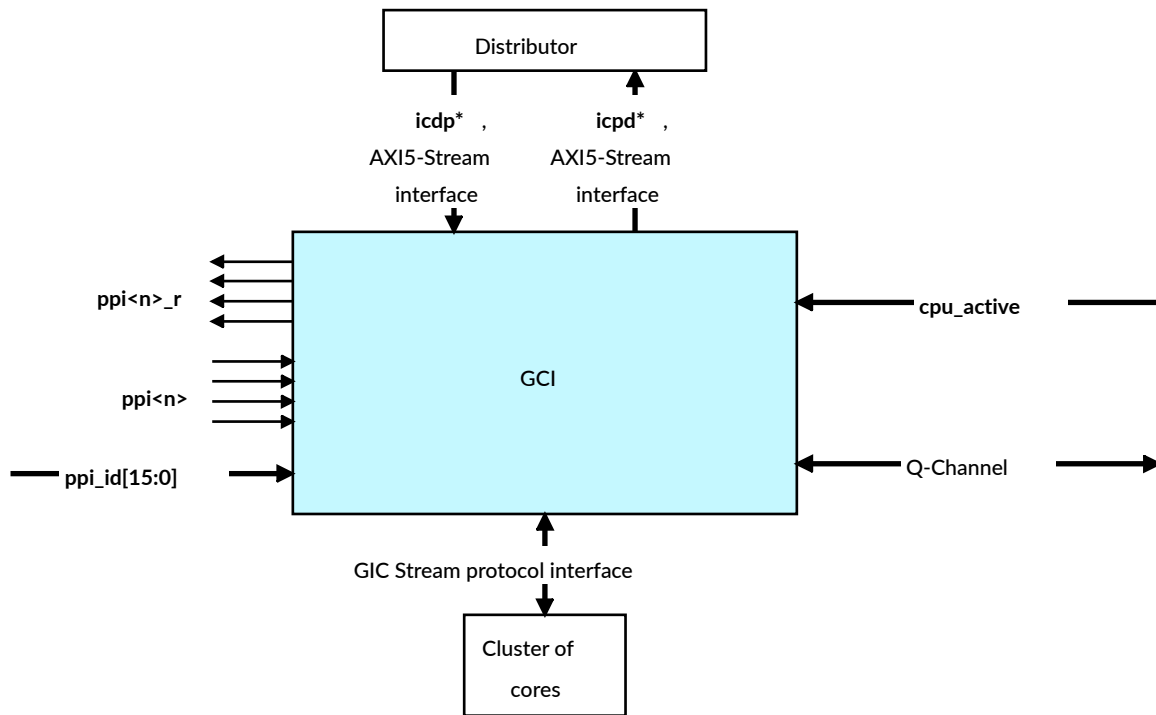 Distributor
icdp* ,
AXI5-Stream
interface
icpd* ,
AXI5-Stream
interface
ppi<n>_r
cpu_active
GCI
ppi<n>
ppi_id[15:0]
Q-Channel
GIC Stream protocol interface
Cluster of
cores